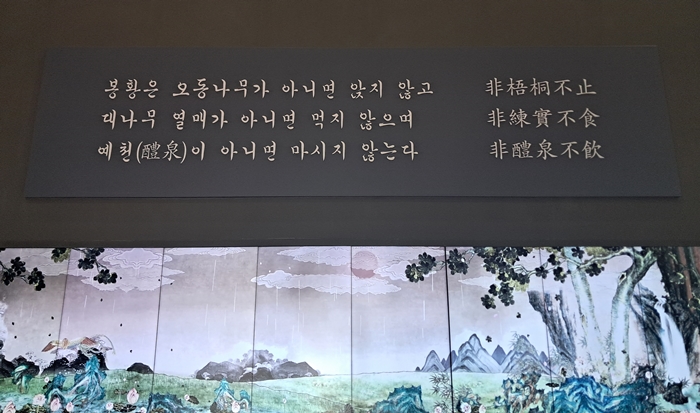 봉황은 오동나무가 아니면 앉지 않고 非梧桐不止
대나무 열매가 아니면 먹지 않으며 非練實不食
예천(醴泉)이 아니면 마시지 않는다 非醴泉不飮